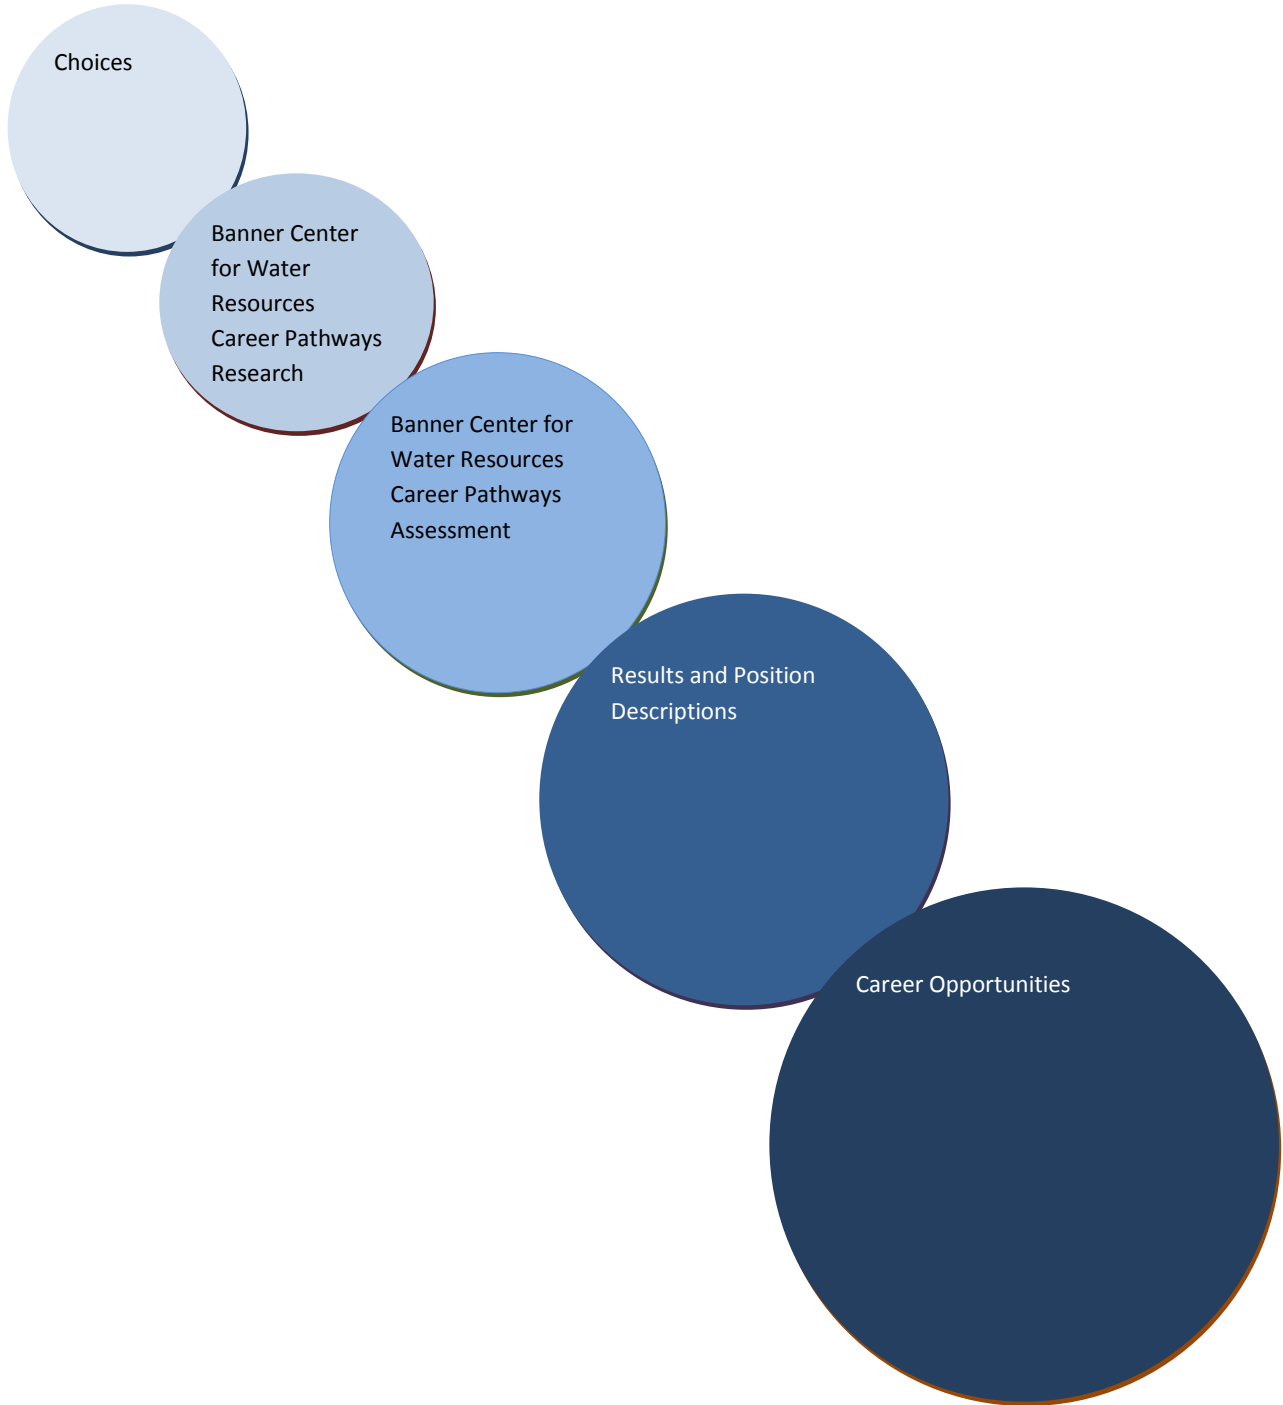 Choices
Banner Center
for Water
Resources
Career Pathways
Research
Banner Center for
Water Resources
Career Pathways
Assessment
Results and Position
Descriptions
Career Opportunities